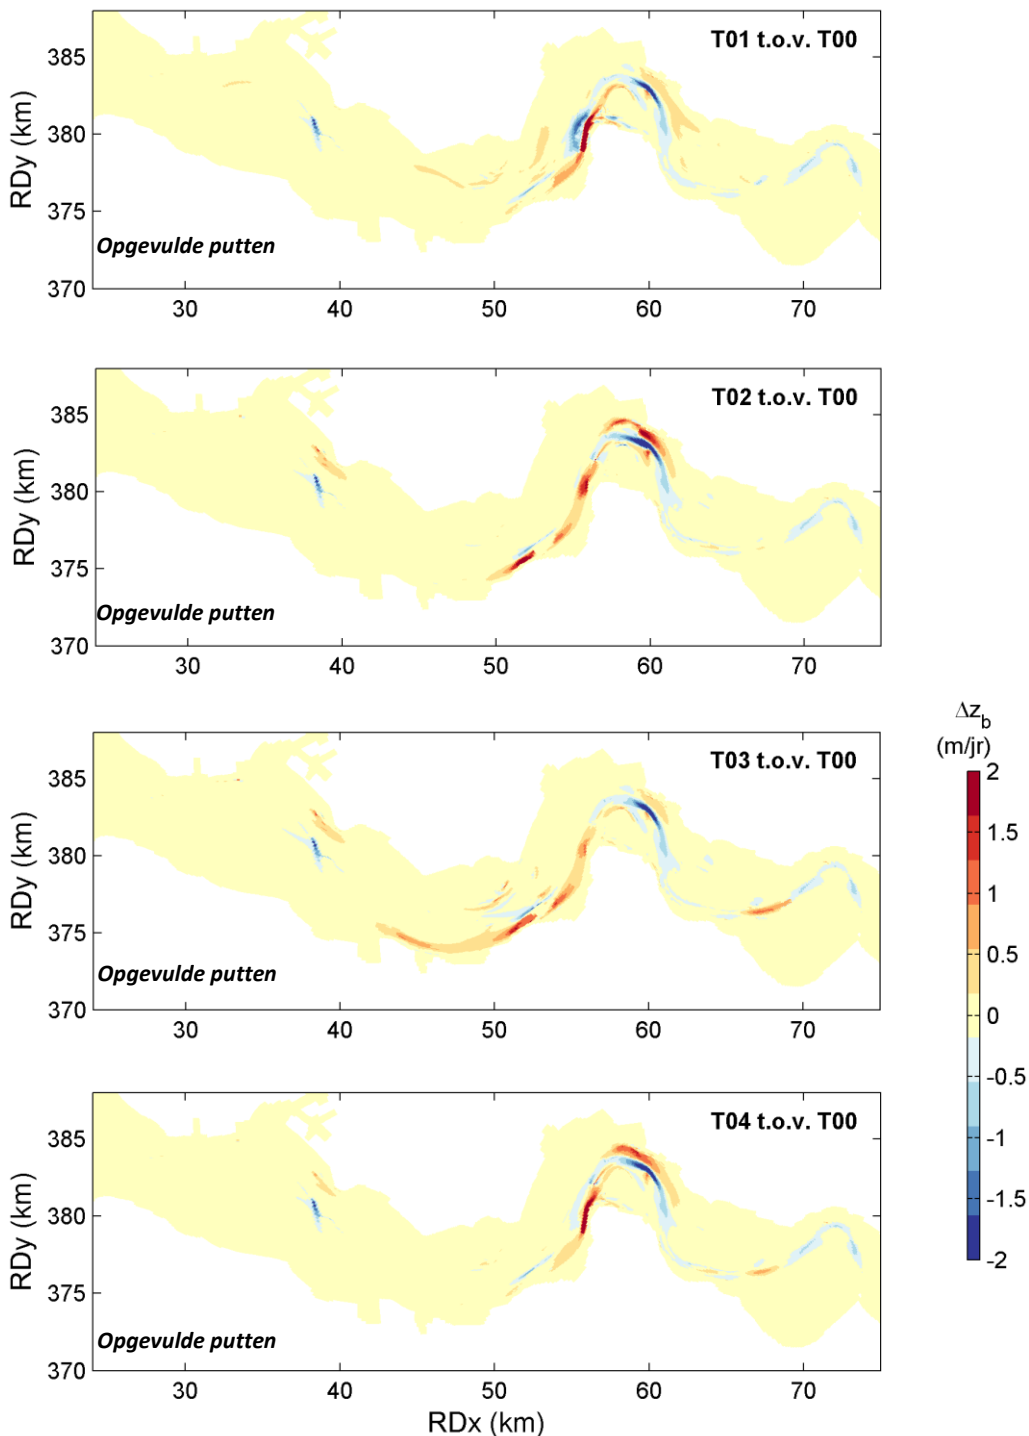 T01 t.o.v. T00
385
380
375
370
RDy (km)
Opgevulde putten
30 40 50 60 70
T02 t.o.v. T00
385
380
375
370
RDy (km)
Opgevulde putten
30 40 50 60 70
T03 t.o.v. T00
385
380
375
370
RDy (km)
Opgevulde putten
30 40 50 60 70
T04 t.o.v. T00
385
380
375
370
RDy (km)
Opgevulde putten
30 40 50 60 70
RDx (km)
Δz_b
(m/jr)
2
1.5
1
0.5
0
-0.5
-1
-1.5
-2